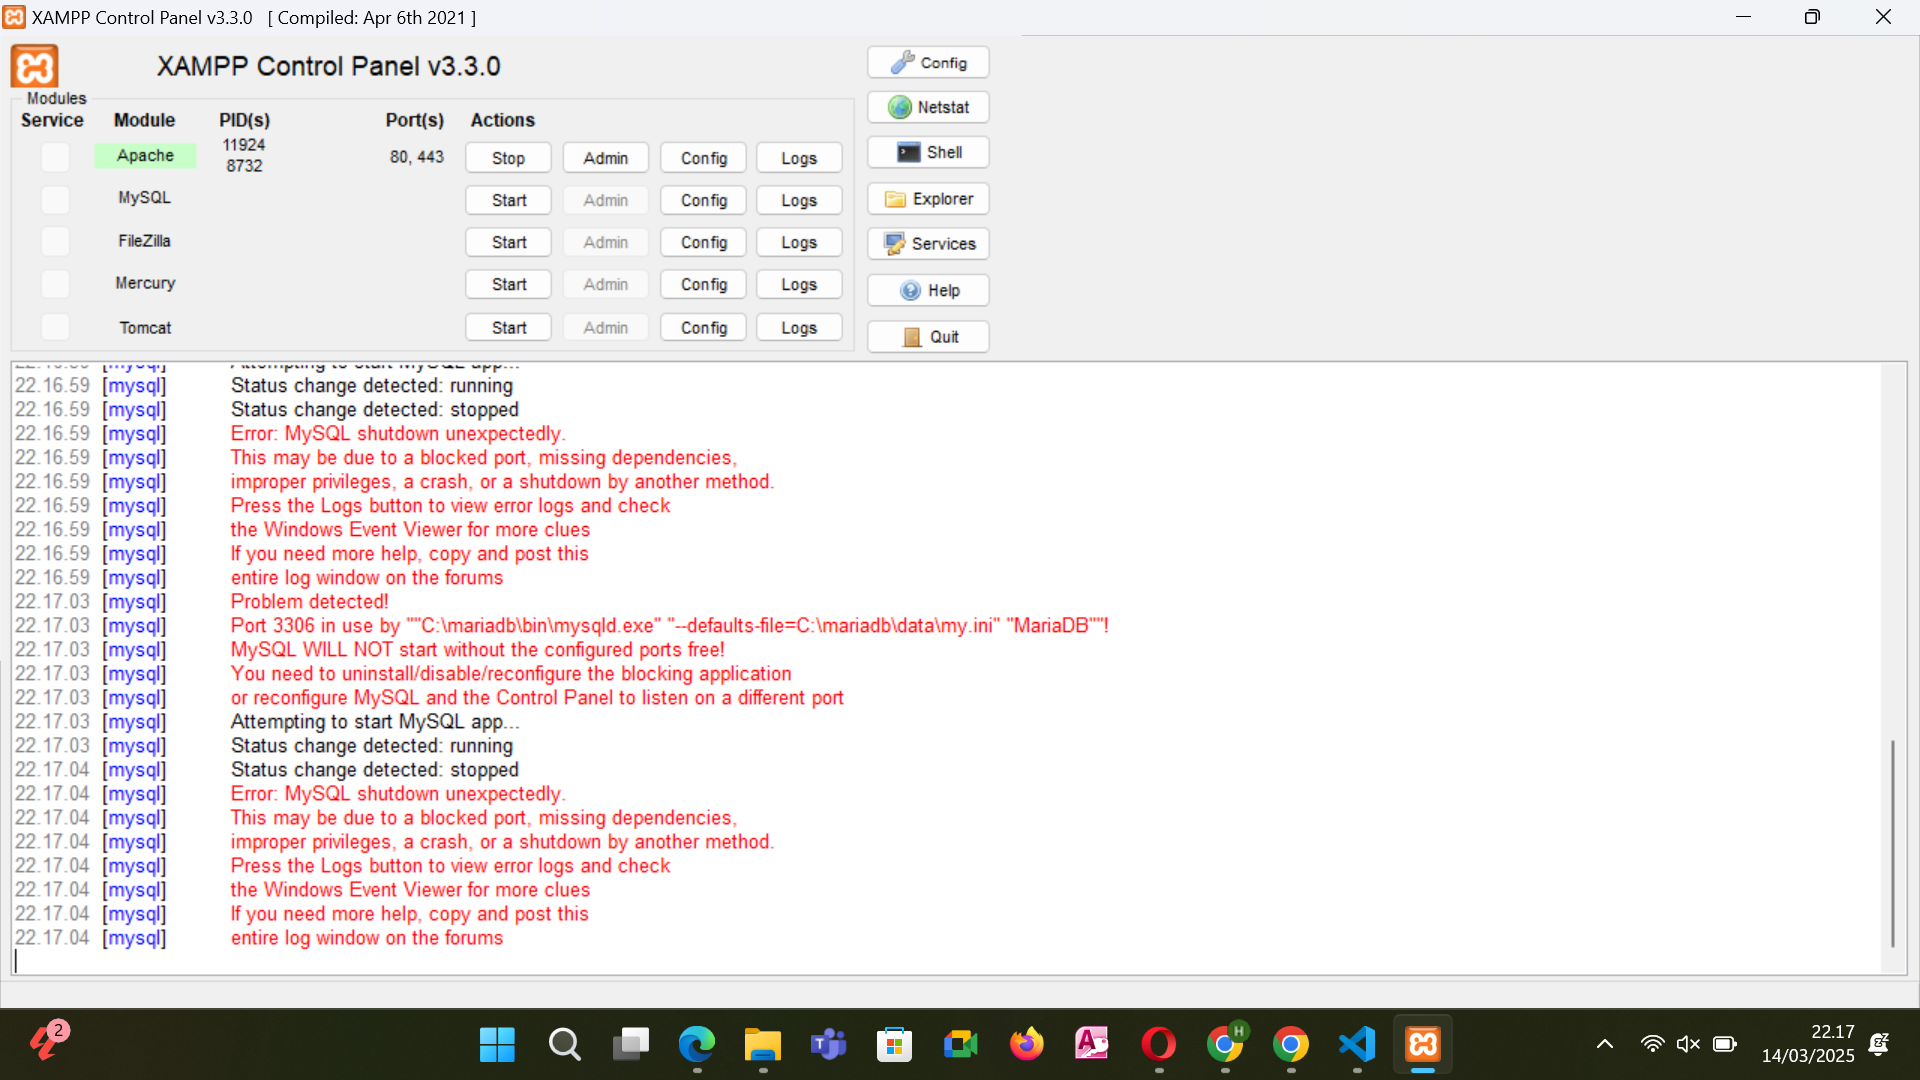 XAMPP Control Panel v3.3.0 [ Compiled: Apr 6th 2021 ]
XAMPP Control Panel v3.3.0
Config
Modules
Service Module PID(s) Port(s) Actions
Netstat
Apache 11924 8732 80, 443 Stop Admin Config Logs
Shell
MySQL Start Admin Config Logs
Explorer
FileZilla Start Admin Config Logs
Services
Mercury Start Admin Config Logs
Help
Tomcat Start Admin Config Logs
Quit
[mysql] Attempting to start MySQL app...
22.16.59 [mysql] Status change detected: running
22.16.59 [mysql] Status change detected: stopped
22.16.59 [mysql] Error: MySQL shutdown unexpectedly.
22.16.59 [mysql] This may be due to a blocked port, missing dependencies,
22.16.59 [mysql] improper privileges, a crash, or a shutdown by another method.
22.16.59 [mysql] Press the Logs button to view error logs and check
22.16.59 [mysql] the Windows Event Viewer for more clues
22.16.59 [mysql] If you need more help, copy and post this
22.16.59 [mysql] entire log window on the forums
22.17.03 [mysql] Problem detected!
22.17.03 [mysql] Port 3306 in use by ""C:\mariadb\bin\mysqld.exe" "--defaults-file=C:\mariadb\data\my.ini" "MariaDB""!
22.17.03 [mysql] MySQL WILL NOT start without the configured ports free!
22.17.03 [mysql] You need to uninstall/disable/reconfigure the blocking application
22.17.03 [mysql] or reconfigure MySQL and the Control Panel to listen on a different port
22.17.03 [mysql] Attempting to start MySQL app...
22.17.03 [mysql] Status change detected: running
22.17.04 [mysql] Status change detected: stopped
22.17.04 [mysql] Error: MySQL shutdown unexpectedly.
22.17.04 [mysql] This may be due to a blocked port, missing dependencies,
22.17.04 [mysql] improper privileges, a crash, or a shutdown by another method.
22.17.04 [mysql] Press the Logs button to view error logs and check
22.17.04 [mysql] the Windows Event Viewer for more clues
22.17.04 [mysql] If you need more help, copy and post this
22.17.04 [mysql] entire log window on the forums
2
H
22.17
14/03/2025